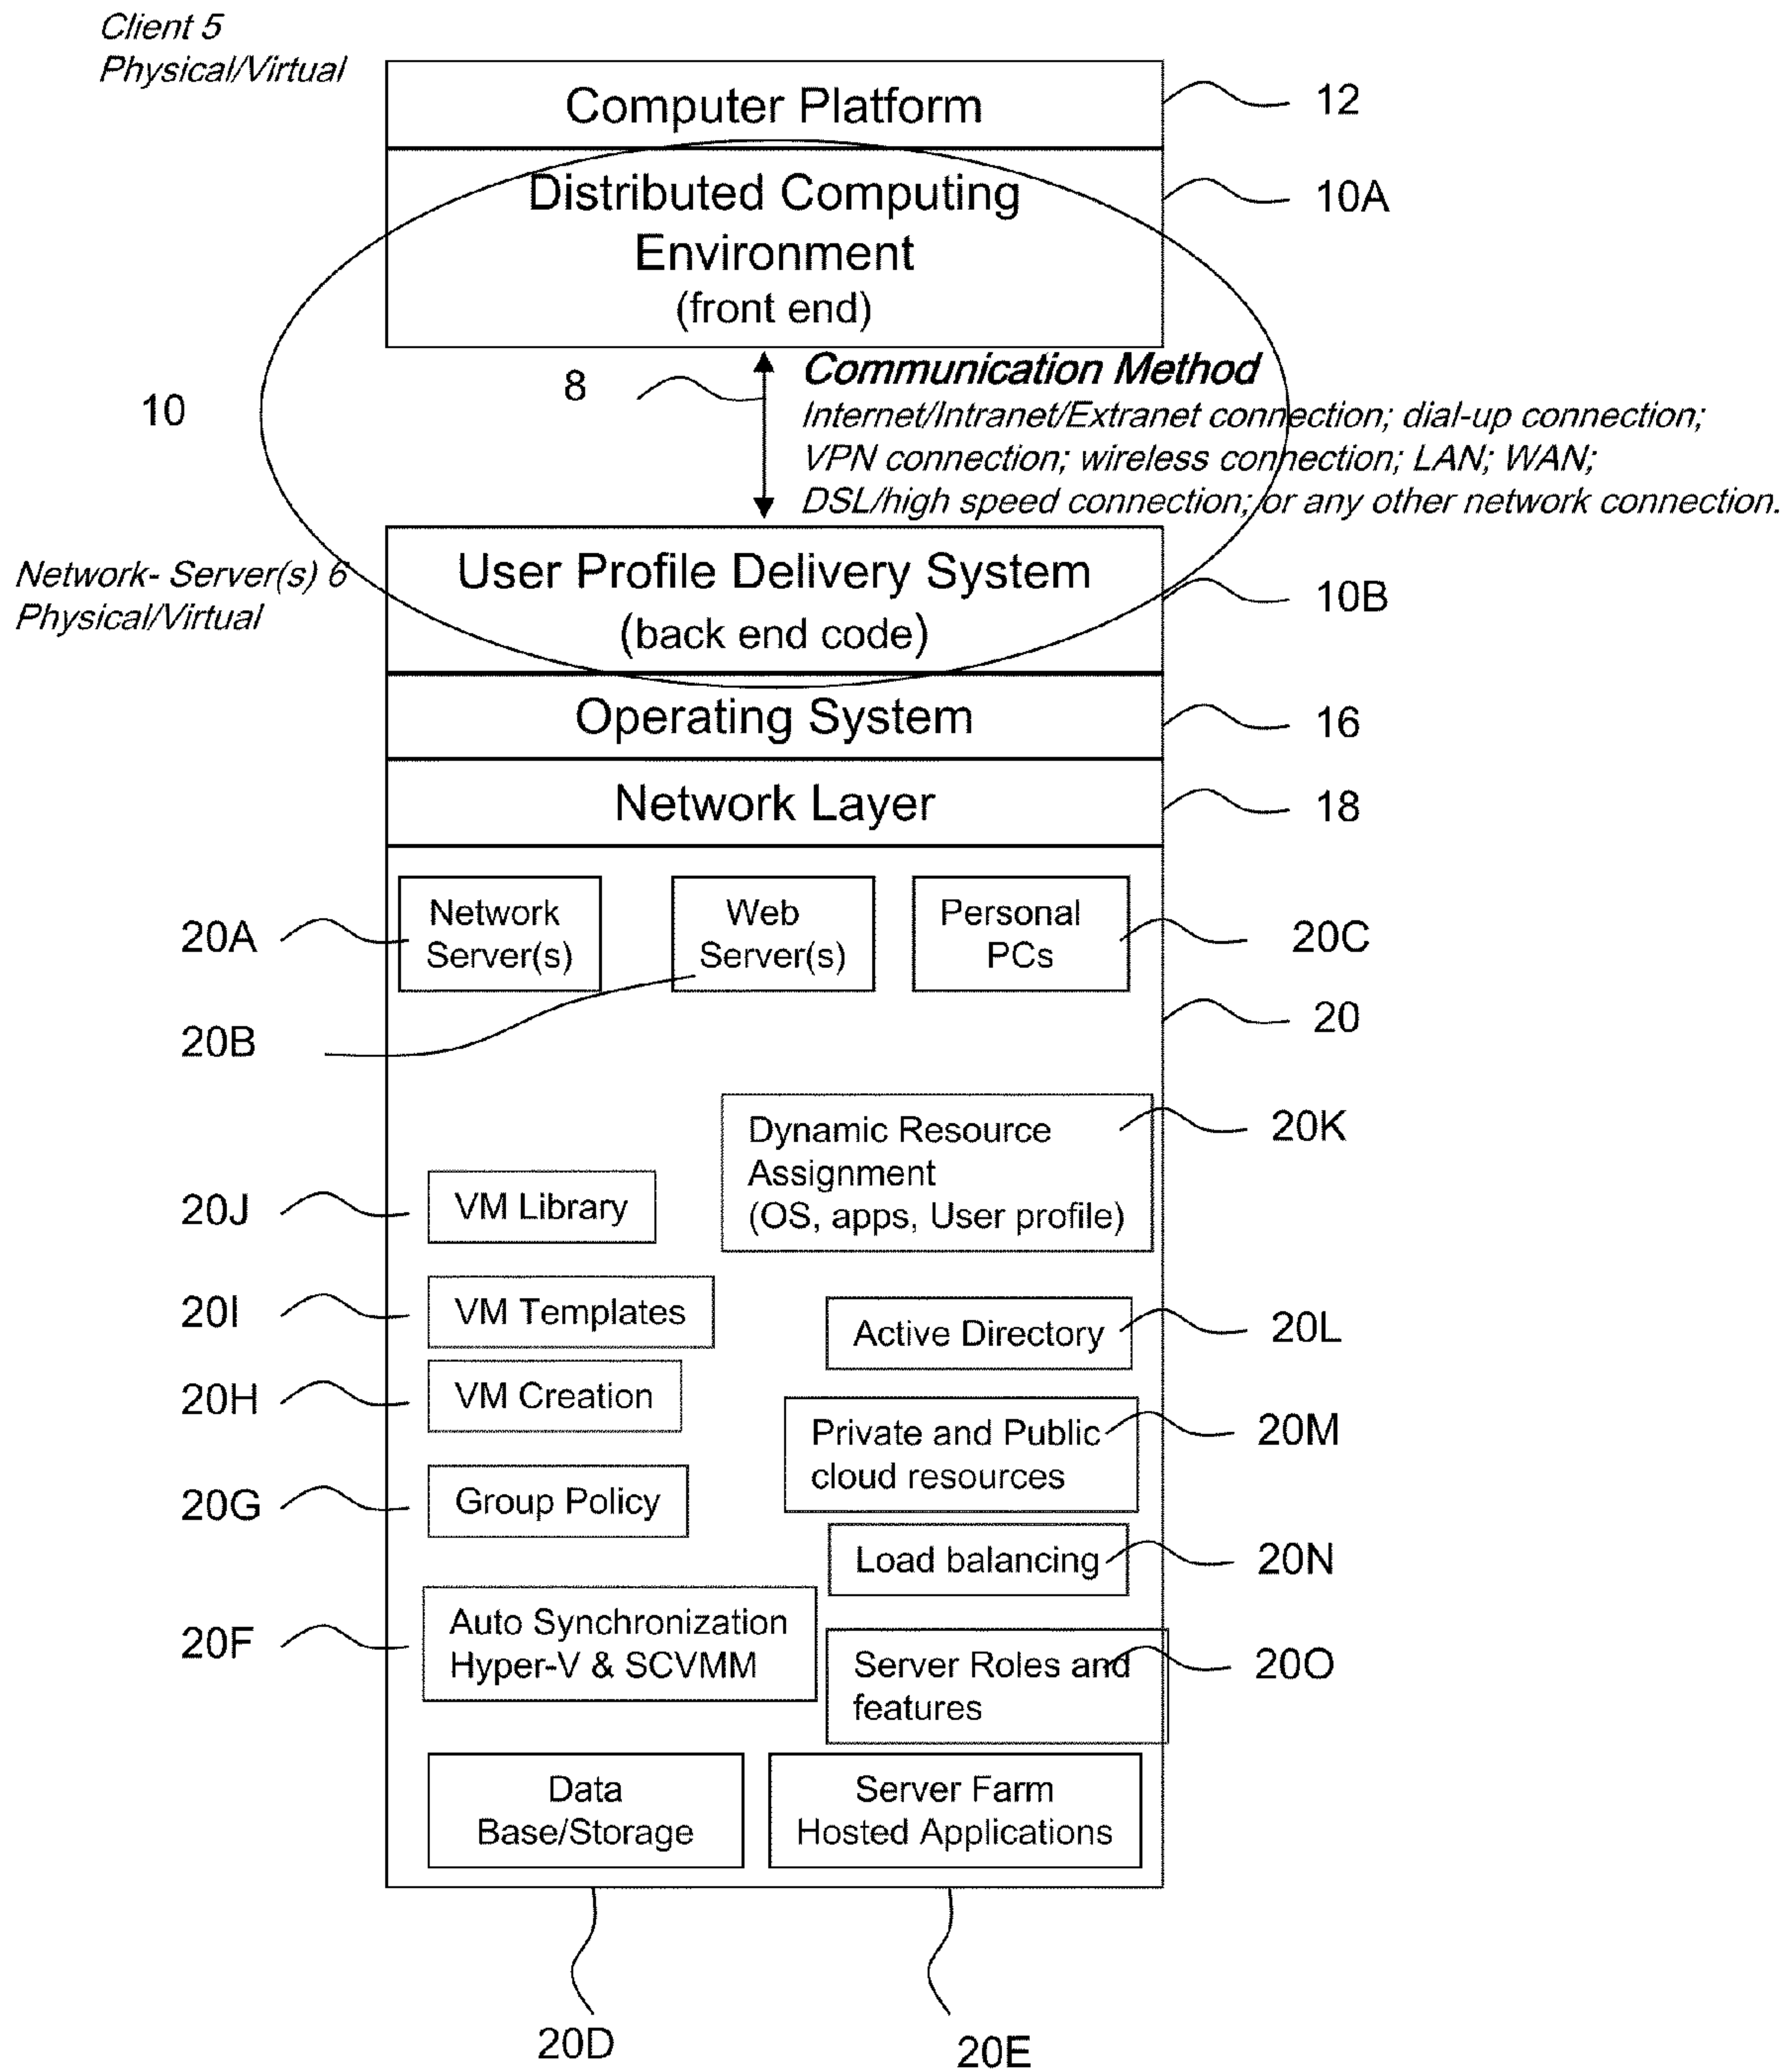 Client 5
Physical/Virtual
Computer Platform
12
Distributed Computing
Environment
(front end)
10A
10
8
Communication Method
Internet/Intranet/Extranet connection; dial-up connection;
VPN connection; wireless connection; LAN; WAN;
DSL/high speed connection; or any other network connection.
Network- Server(s) 6
Physical/Virtual
User Profile Delivery System
(back end code)
10B
Operating System
16
Network Layer
18
20A
Network
Server(s)
Web
Server(s)
Personal
PCs
20C
20B
20
Dynamic Resource
Assignment
(OS, apps, User profile)
20K
20J
VM Library
20I
VM Templates
Active Directory
20L
20H
VM Creation
Private and Public
cloud resources
20M
20G
Group Policy
Load balancing
20N
20F
Auto Synchronization
Hyper-V & SCVMM
Server Roles and
features
20O
Data
Base/Storage
Server Farm
Hosted Applications
20D
20E